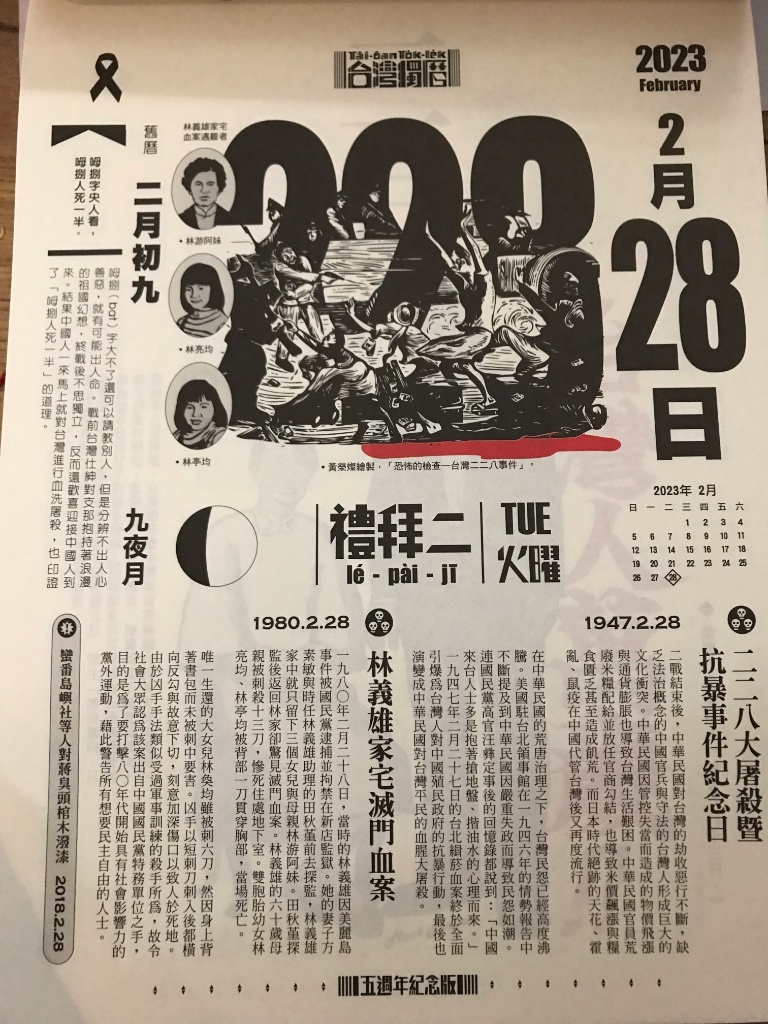 Tâi-oân To̍k-le̍k
台灣獨曆
2023
February
2月
28日
228
林義雄家宅
血案遇難者
•林游阿妹
•林亮均
•林亭均
•黃榮燦繪製,「恐怖的檢查—台灣二二八事件」。
舊曆
二月初九
九夜月
毋捌字央人看,
毋捌人死一半。
毋捌(bat)字大不了還可以請教別人,但是分辨不出人心
善惡,就有可能出人命。戰前台灣仕紳對支那抱持著浪漫
的祖國幻想,終戰後不思獨立,反而還歡喜迎接中國人到
來。結果中國人一來馬上就對台灣進行血洗屠殺,也印證
了「毋捌人死一半」的道理。
禮拜二
lé - pài - jī
TUE
火曜
2023年 2月
日 一 二 三 四 五 六
1 2 3 4
5 6 7 8 9 10 11
12 13 14 15 16 17 18
19 20 21 22 23 24 25
26 27 28
1947.2.28
二二八大屠殺暨
抗暴事件紀念日
二戰結束後,中華民國對台灣的劫收惡行不斷,缺
乏法治概念的中國官兵與守法的台灣人形成巨大的
文化衝突。中華民國因管控失當而造成的物價飛漲
與通貨膨脹也導致台灣生活艱困。中華民國官員荒
廢米糧配給並放任官商勾結,也導致米價飆漲與糧
食匱乏甚至造成飢荒。而日本時代絕跡的天花、霍
亂、鼠疫在中國代管台灣後又再度流行。
在中華民國的荒唐治理之下,台灣民怨已經高度沸
騰。美國駐台北領事館在一九四六年的情勢報告中
不斷提及到中華民國因嚴重失政而導致民怨如潮。
連國民黨高官汪彝定事後的回憶錄都說到:「中國
來台人士多是抱著搶地盤、揩油水的心理而來。」
一九四七年二月二十七日的台北緝菸血案終於全面
引爆為台灣人對中國殖民政府的抗暴行動,最後也
演變成中華民國對台灣平民的血腥大屠殺。
1980.2.28
林義雄家宅滅門血案
一九八〇年二月二十八日,當時的林義雄因美麗島
事件被國民黨逮捕並拘禁在新店監獄。她的妻子方
素敏與時任林義雄助理的田秋堇前去探監,林義雄
家中就只留下三個女兒與母親林游阿妹。田秋堇探
監後返回林家卻驚見滅門血案。林義雄的六十歲母
親被刺殺十三刀,慘死住處地下室。雙胞胎幼女林
亮均、林亭均被背部一刀貫穿胸部,當場死亡。
唯一生還的大女兒林奐均雖被刺六刀,然因身上背
著書包而未被刺中要害。凶手以短刺刀刺入後都橫
向反勾與故意下切,刻意加深傷口以致人於死地。
由於凶手手法類似受過軍事訓練的殺手所為,故令
社會大眾認為該案出自中國國民黨特務單位之手,
目的是為了要打擊八〇年代開始具有社會影響力的
黨外運動,藉此警告所有想要民主自由的人士。
蠻番島嶼社等人對蔣臭頭棺木潑漆 2018.2.28
五週年紀念版